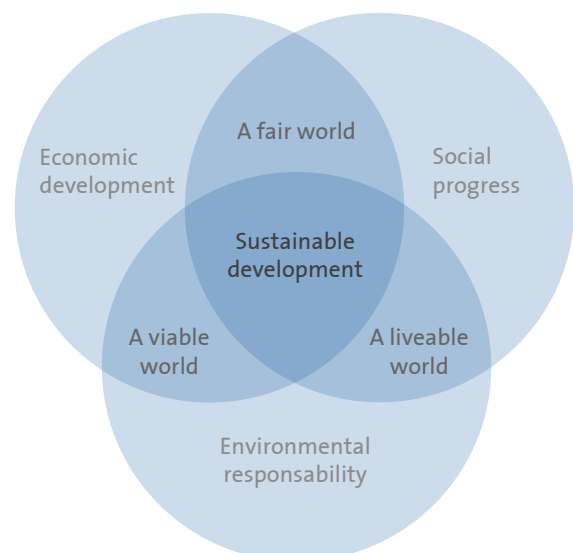 A fair world
Economic
development
Social
progress
Sustainable
development
A viable
world
A liveable
world
Environmental
responsability